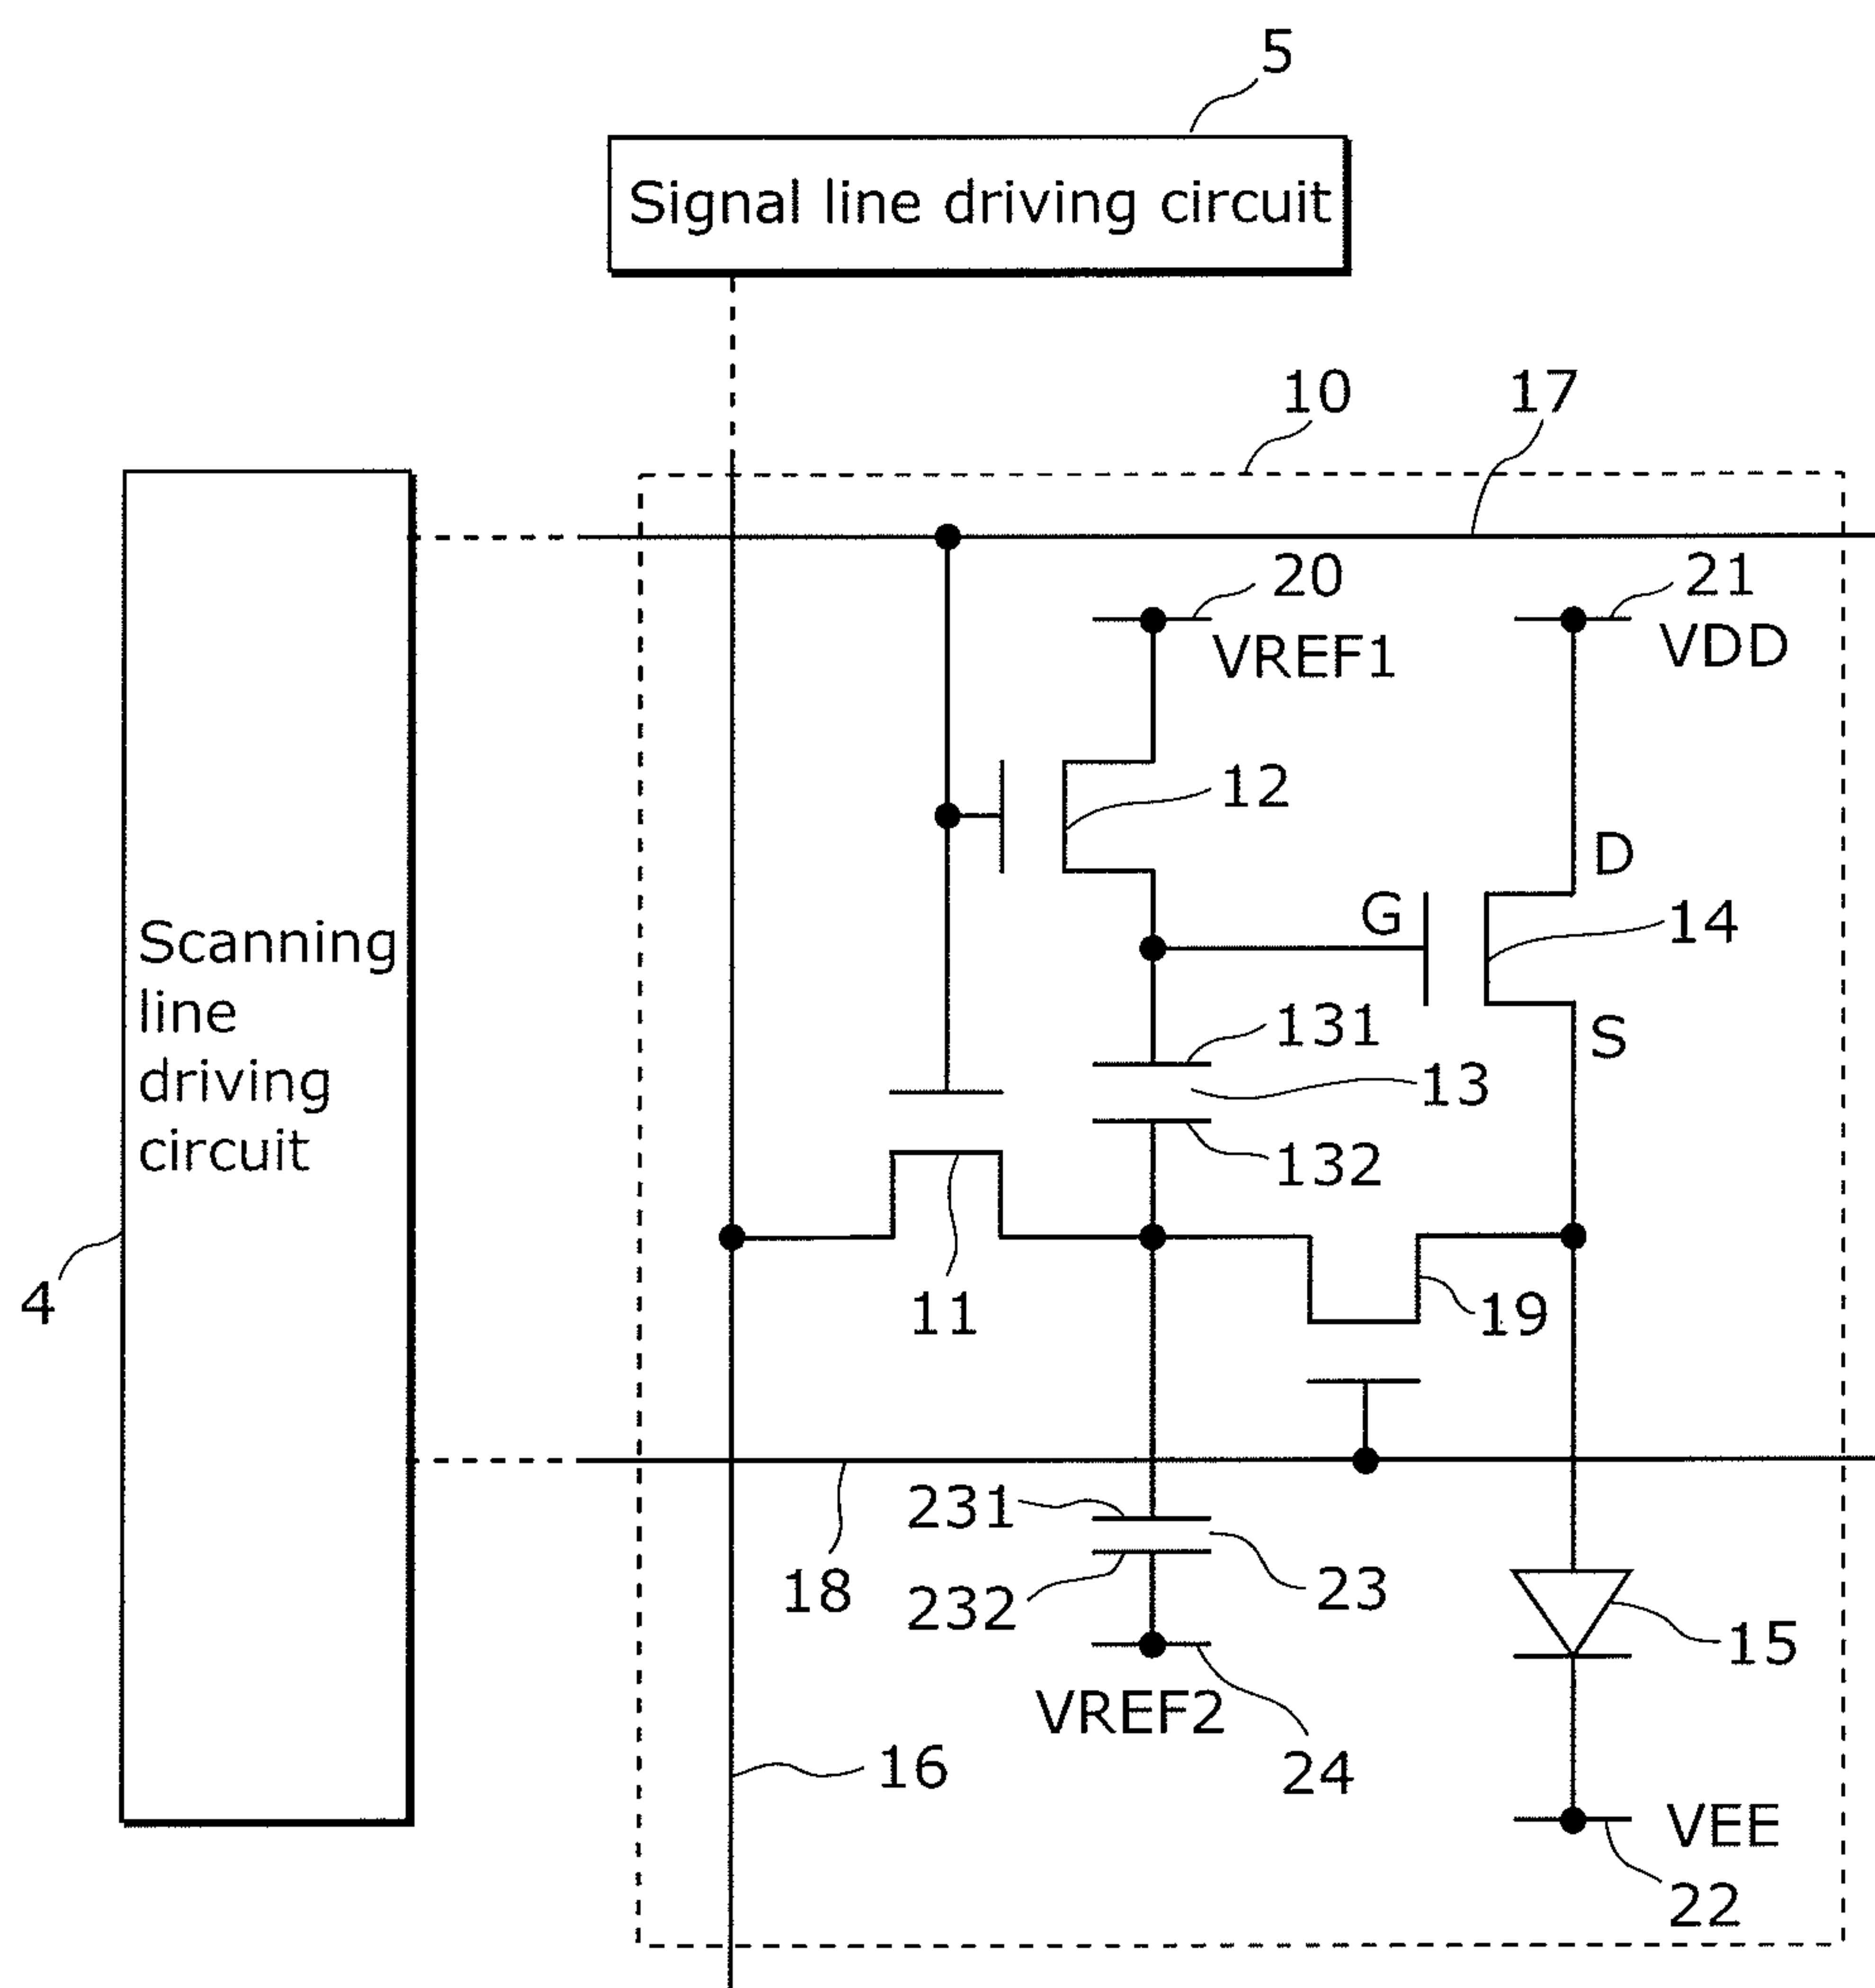 5
Signal line driving circuit
10
17
20
21
VREF1
VDD
12
D
G
14
Scanning
line
driving
circuit
131
S
13
132
4
11
19
231
18
232
23
15
VREF2
16
24
VEE
22